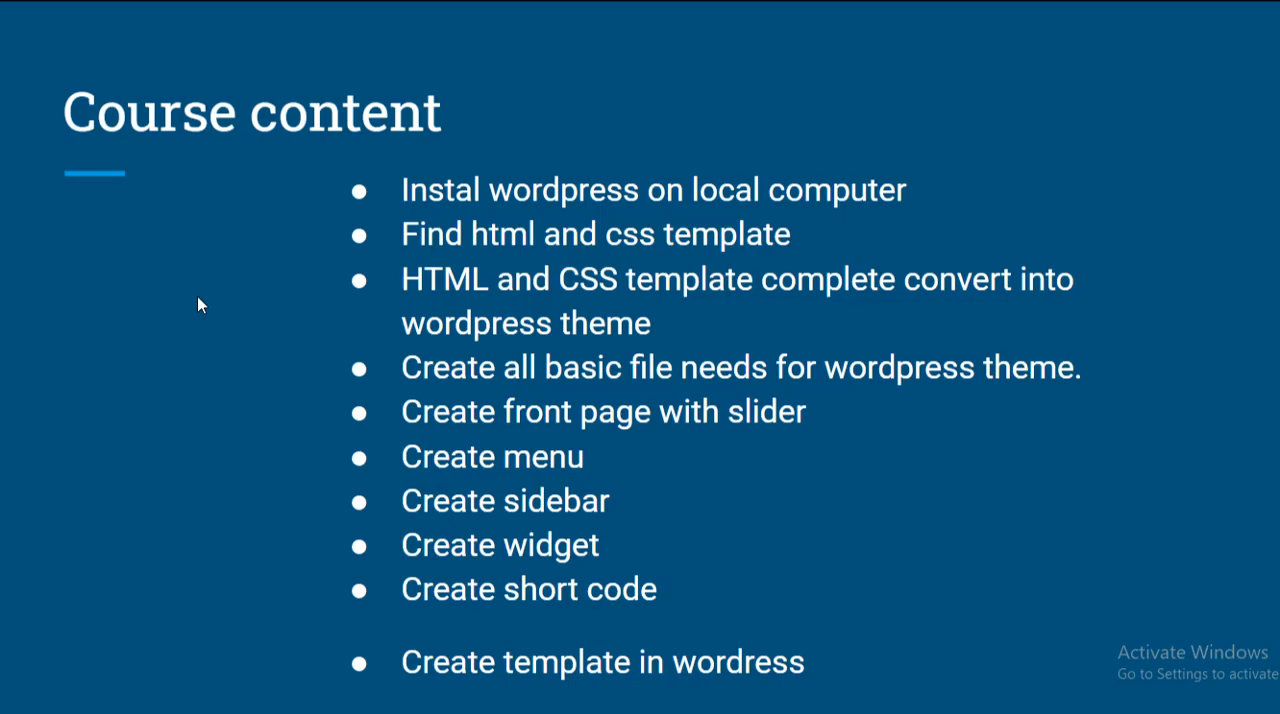 Course content
● Instal wordpress on local computer
● Find html and css template
● HTML and CSS template complete convert into
wordpress theme
● Create all basic file needs for wordpress theme.
● Create front page with slider
● Create menu
● Create sidebar
● Create widget
● Create short code
● Create template in wordress
Activate Windows
Go to Settings to activate